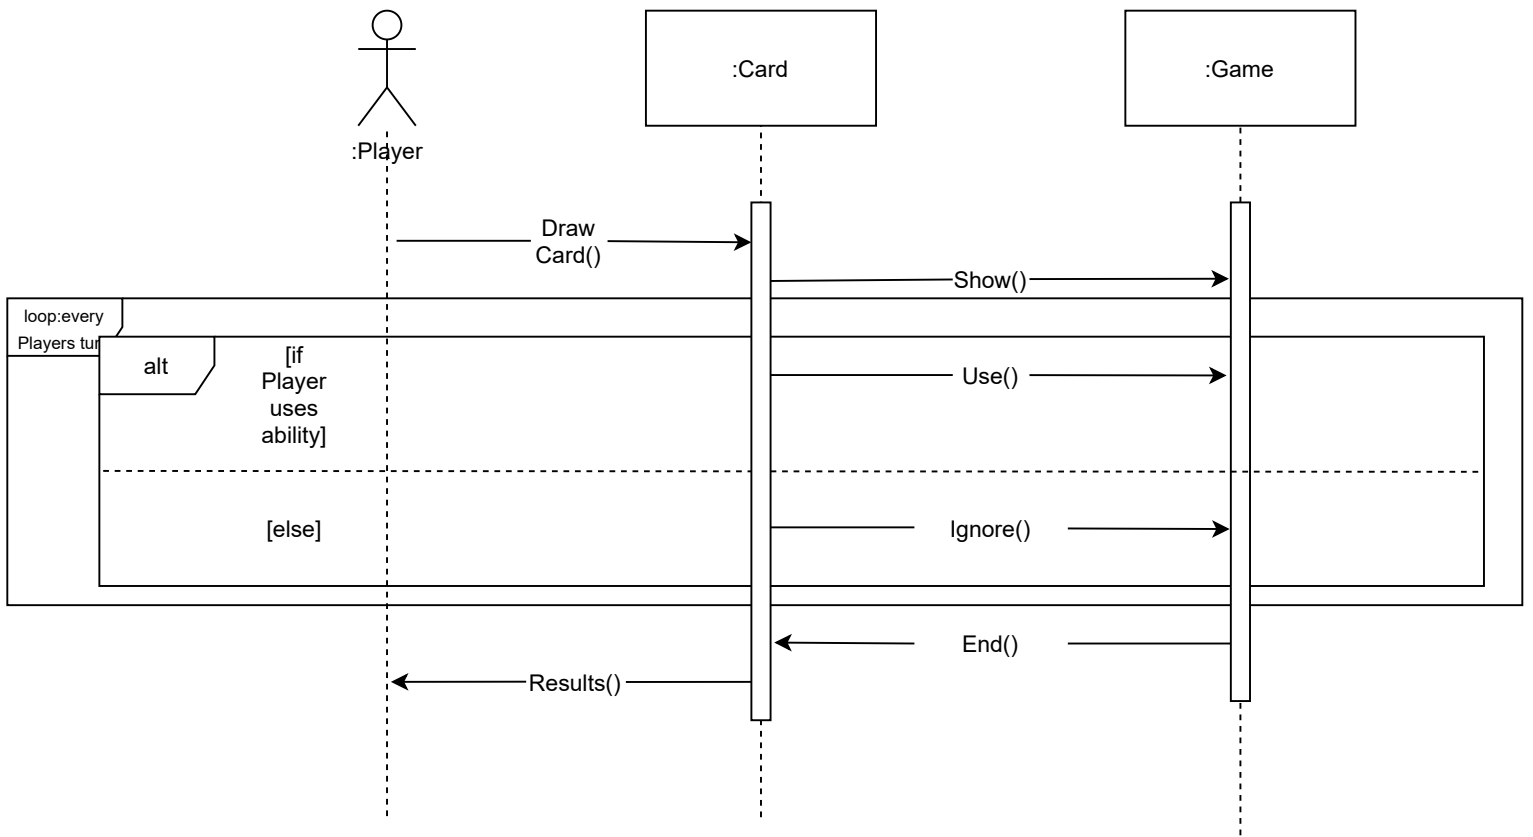 :Card
:Game
:Player
Draw
Card()
Show()
loop:every
Players tur
alt
[if
Player
uses
ability]
Use()
[else]
Ignore()
End()
Results()